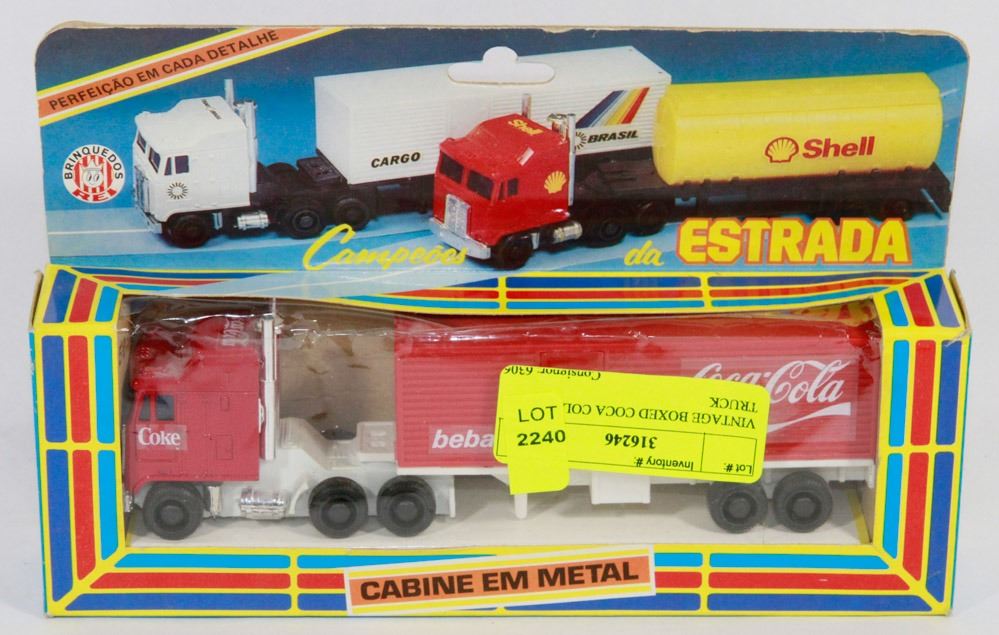 PERFEIÇÃO EM CADA DETALHE
BRINQUEDOS
REI
CARGO
BRASIL
Shell
Shell
Campeões da ESTRADA
Coke
beba
Coca-Cola
LOT
2240
Lot#:
Inventory #:
316246
VINTAGE BOXED COCA COL
TRUCK
Consignor: 6306
CABINE EM METAL